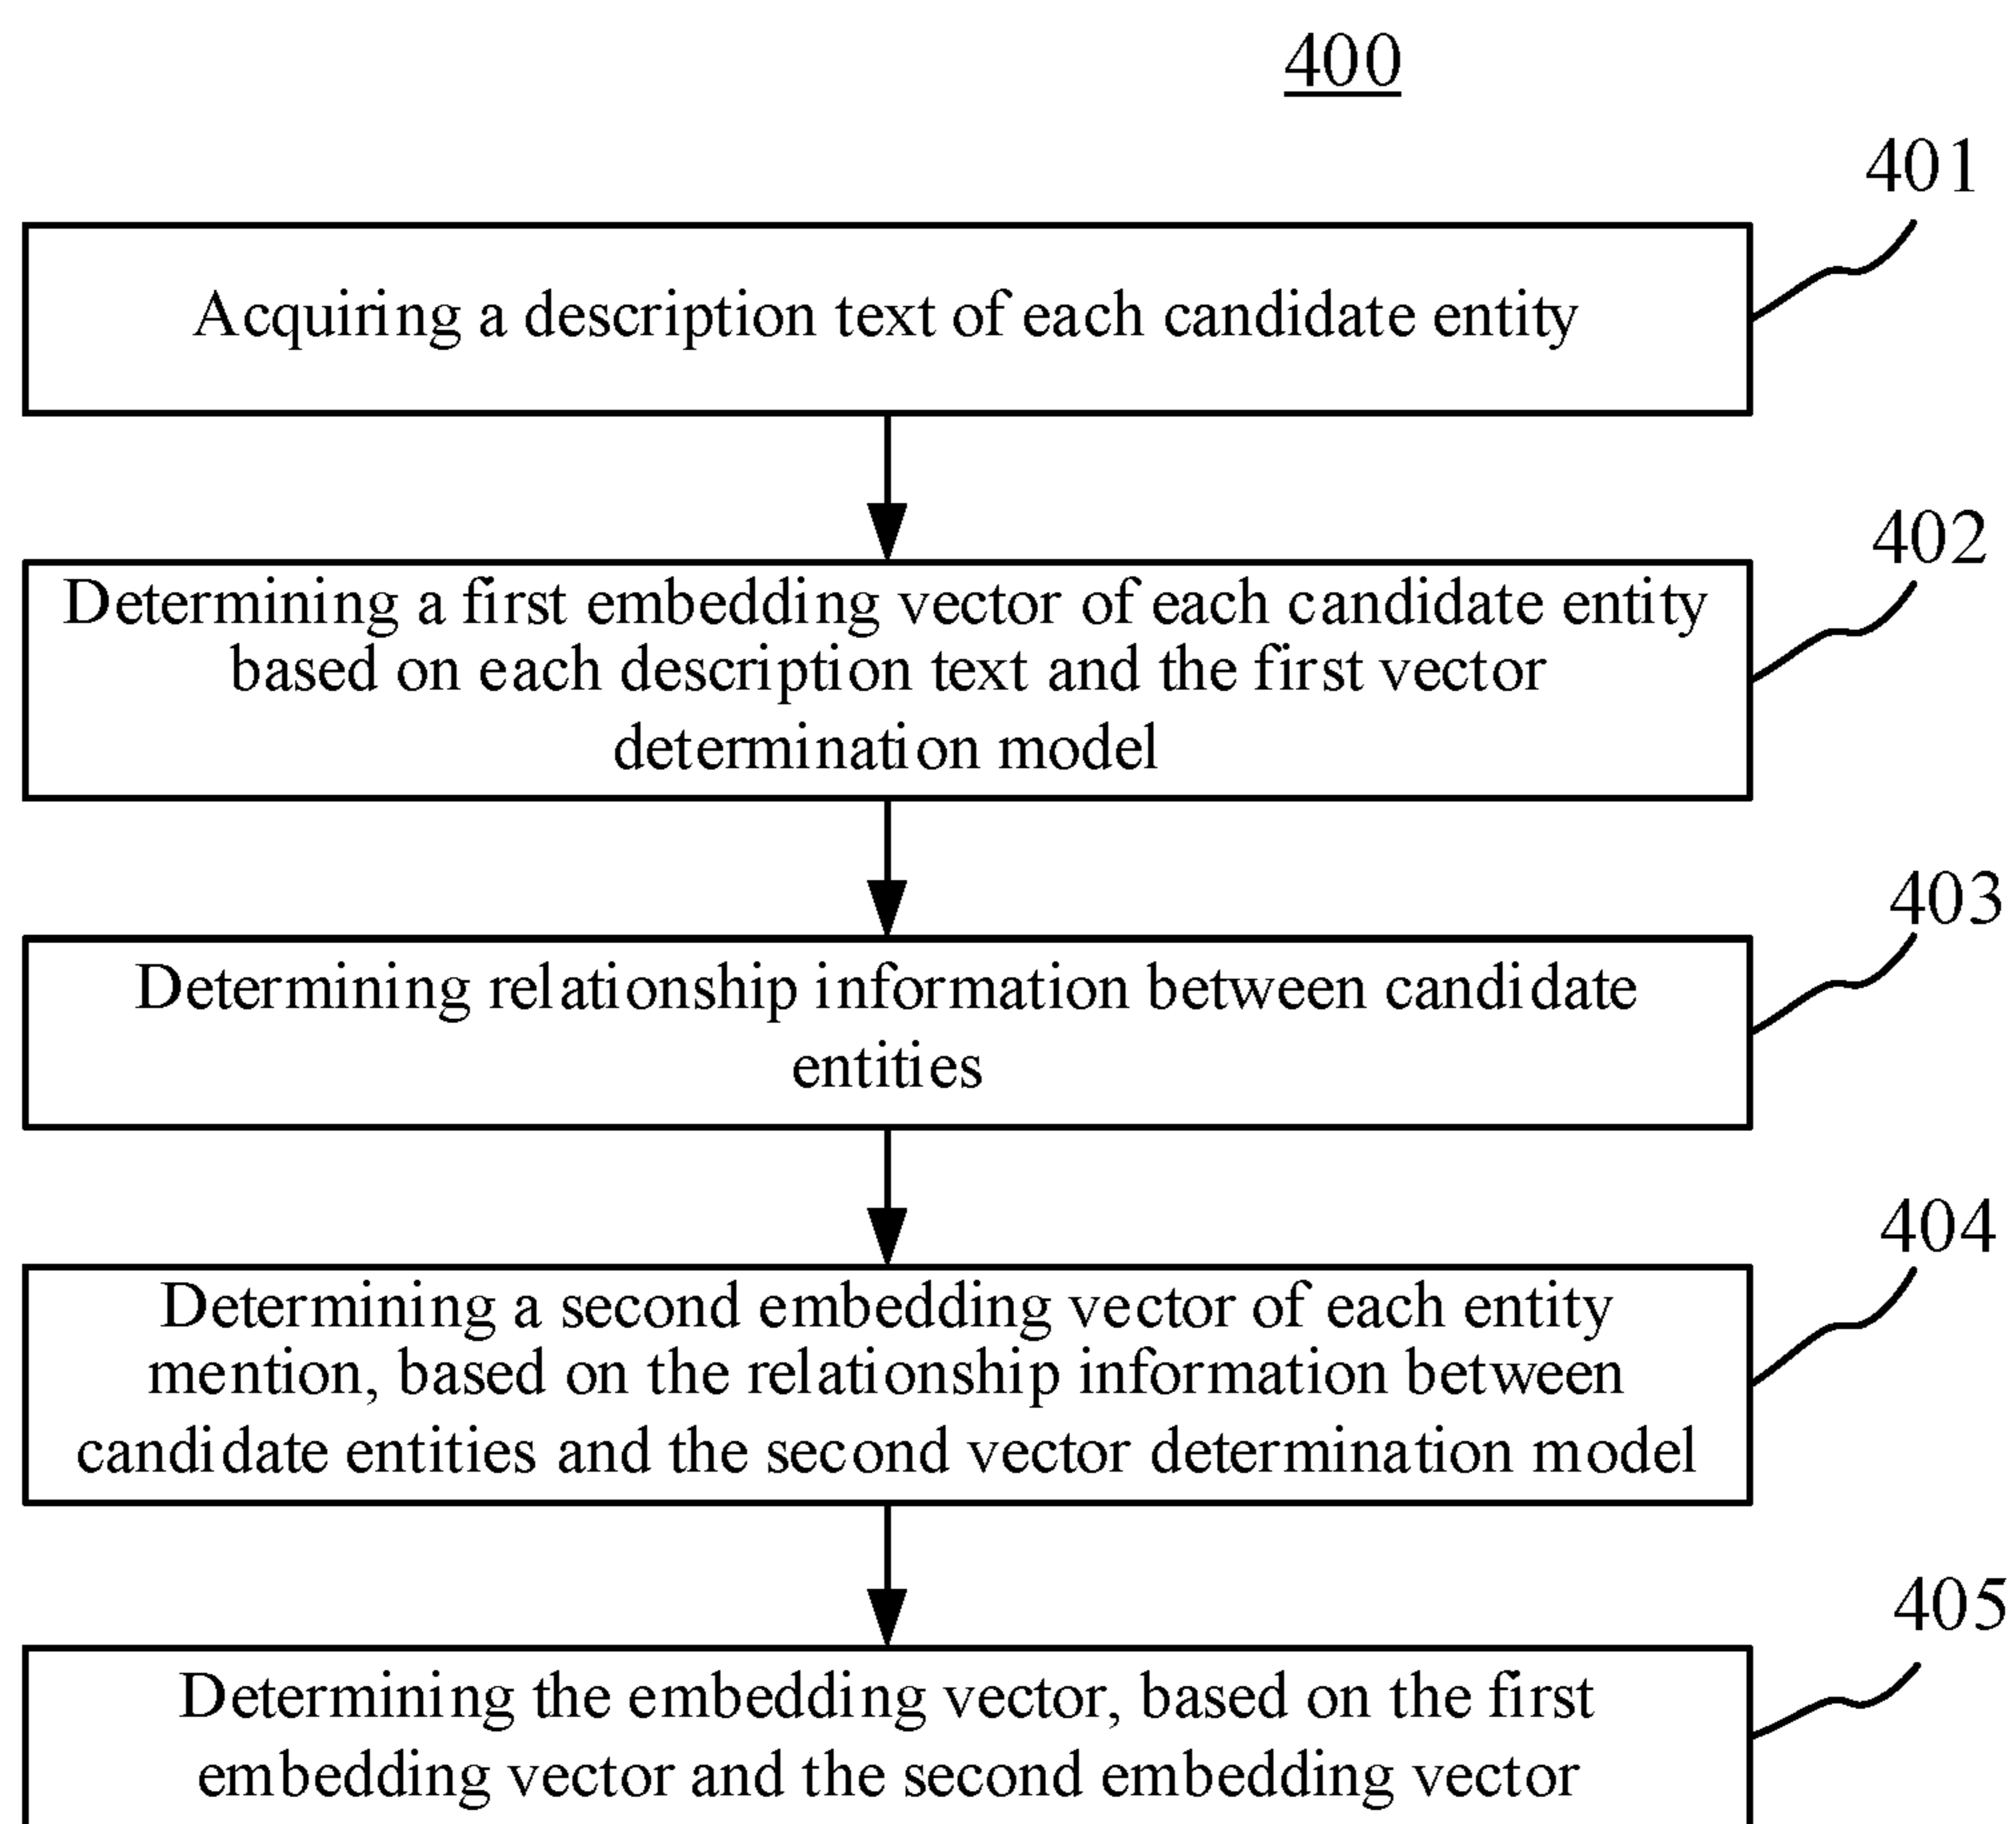 400
401
Acquiring a description text of each candidate entity
402
Determining a first embedding vector of each candidate entity
based on each description text and the first vector
determination model
403
Determining relationship information between candidate
entities
404
Determining a second embedding vector of each entity
mention, based on the relationship information between
candidate entities and the second vector determination model
405
Determining the embedding vector, based on the first
embedding vector and the second embedding vector